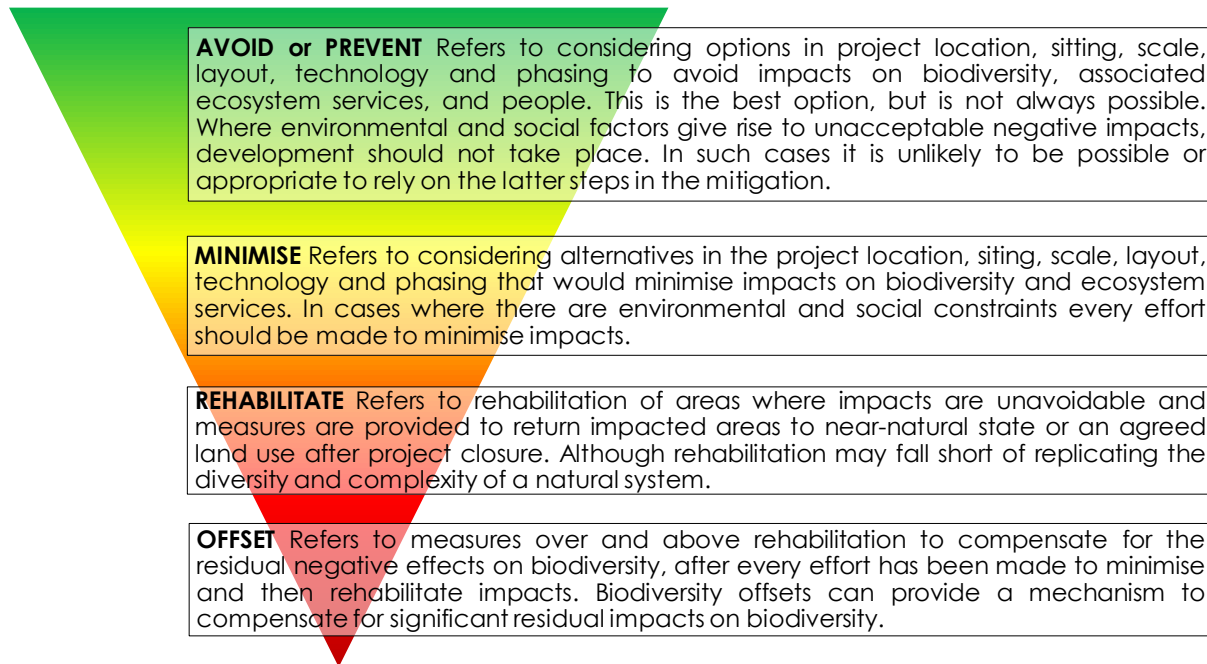 AVOID or PREVENT Refers to considering options in project location, sitting, scale,
layout, technology and phasing to avoid impacts on biodiversity, associated
ecosystem services, and people. This is the best option, but is not always possible.
Where environmental and social factors give rise to unacceptable negative impacts,
development should not take place. In such cases it is unlikely to be possible or
appropriate to rely on the latter steps in the mitigation.
MINIMISE Refers to considering alternatives in the project location, siting, scale, layout,
technology and phasing that would minimise impacts on biodiversity and ecosystem
services. In cases where there are environmental and social constraints every effort
should be made to minimise impacts.
REHABILITATE Refers to rehabilitation of areas where impacts are unavoidable and
measures are provided to return impacted areas to near-natural state or an agreed
land use after project closure. Although rehabilitation may fall short of replicating the
diversity and complexity of a natural system.
OFFSET Refers to measures over and above rehabilitation to compensate for the
residual negative effects on biodiversity, after every effort has been made to minimise
and then rehabilitate impacts. Biodiversity offsets can provide a mechanism to
compensate for significant residual impacts on biodiversity.